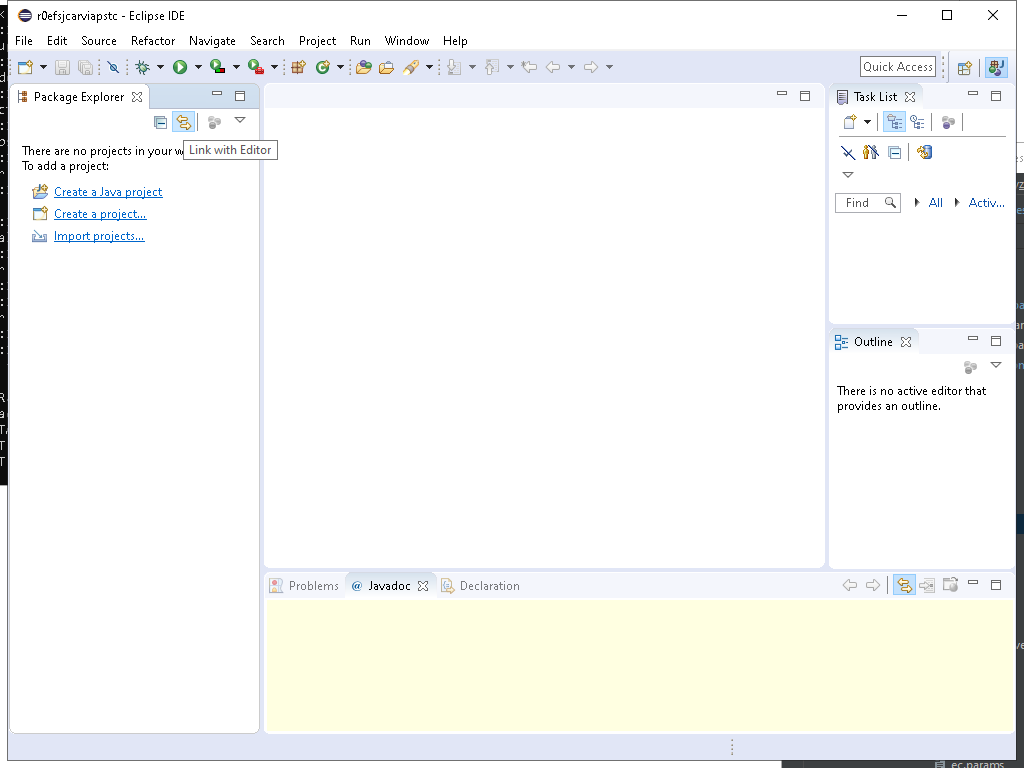 r0efsjcarviapstc - Eclipse IDE
File Edit Source Refactor Navigate Search Project Run Window Help
Quick Access
Package Explorer
Link with Editor
There are no projects in your w
To add a project:
Create a Java project
Create a project...
Import projects...
Task List
Find All Activ...
Outline
There is no active editor that
provides an outline.
Problems @ Javadoc Declaration
ec.params